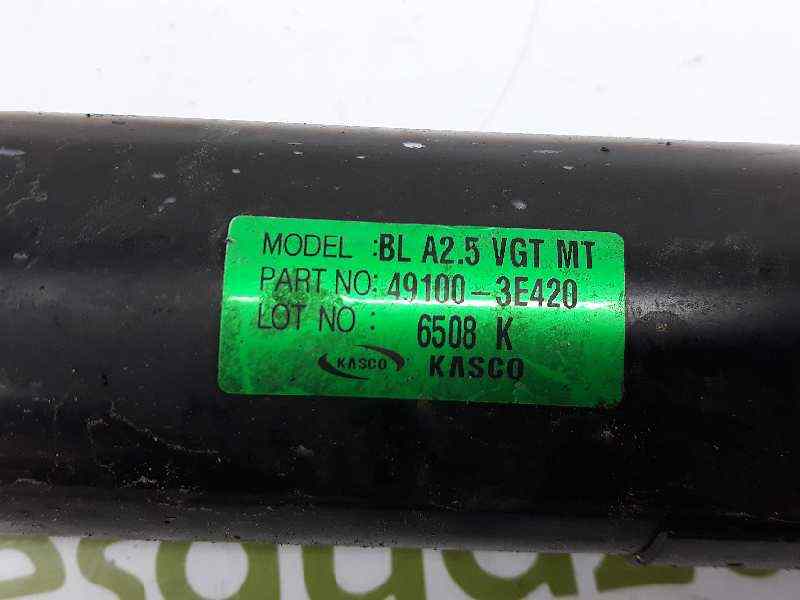 MODEL : BL A2.5 VGT MT
PART NO: 49100-3E420
LOT NO : 6508 K
KASCO KASCO